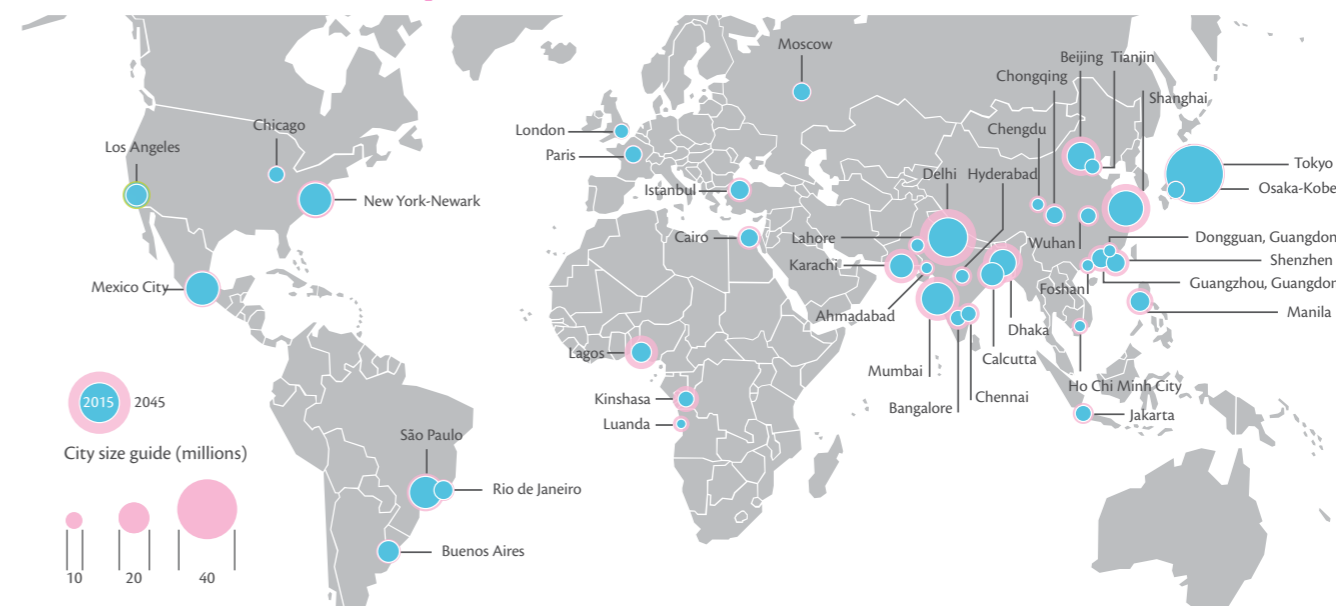 Moscow
Beijing Tianjin
Chongqing
Shanghai
Chicago
London
Chengdu
Los Angeles
Paris
Tokyo
Delhi Hyderabad
Istanbul
Osaka-Kobe
New York-Newark
Cairo
Lahore
Wuhan
Dongguan, Guangdon
Karachi
Shenzhen
Mexico City
Foshan
Guangzhou, Guangdon
Ahmadabad
Manila
Dhaka
Lagos
Calcutta
Mumbai
Ho Chi Minh City
Kinshasa
Chennai
2015 2045
Bangalore
Jakarta
Luanda
São Paulo
City size guide (millions)
Rio de Janeiro
Buenos Aires
10 20 40